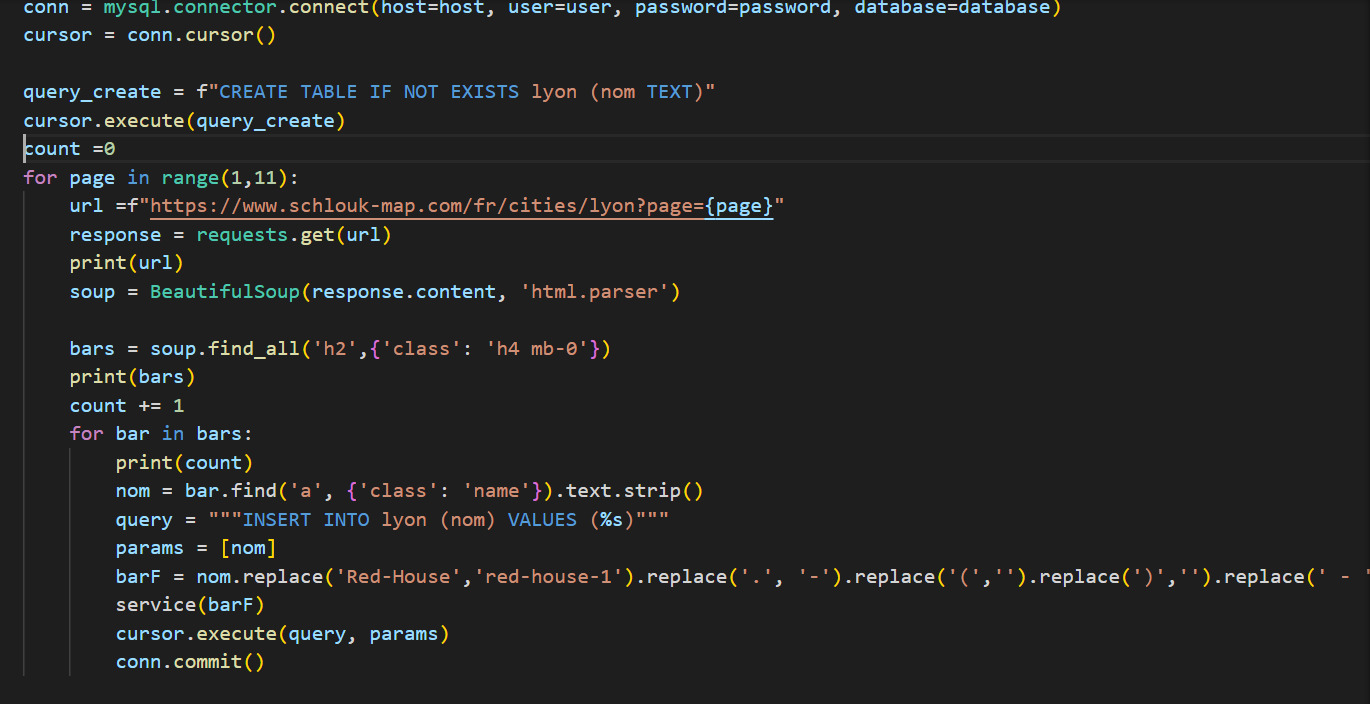 conn = mysql.connector.connect(host=host, user=user, password=password, database=database)
cursor = conn.cursor()
query_create = f"CREATE TABLE IF NOT EXISTS lyon (nom TEXT)"
cursor.execute(query_create)
count =0
for page in range(1,11):
    url =f"https://www.schlouk-map.com/fr/cities/lyon?page={page}"
    response = requests.get(url)
    print(url)
    soup = BeautifulSoup(response.content, 'html.parser')
    bars = soup.find_all('h2',{'class': 'h4 mb-0'})
    print(bars)
    count += 1
    for bar in bars:
        print(count)
        nom = bar.find('a', {'class': 'name'}).text.strip()
        query = """INSERT INTO lyon (nom) VALUES (%s)"""
        params = [nom]
        barF = nom.replace('Red-House','red-house-1').replace('.', '-').replace('(','').replace(')','').replace(' - '
        service(barF)
        cursor.execute(query, params)
        conn.commit()